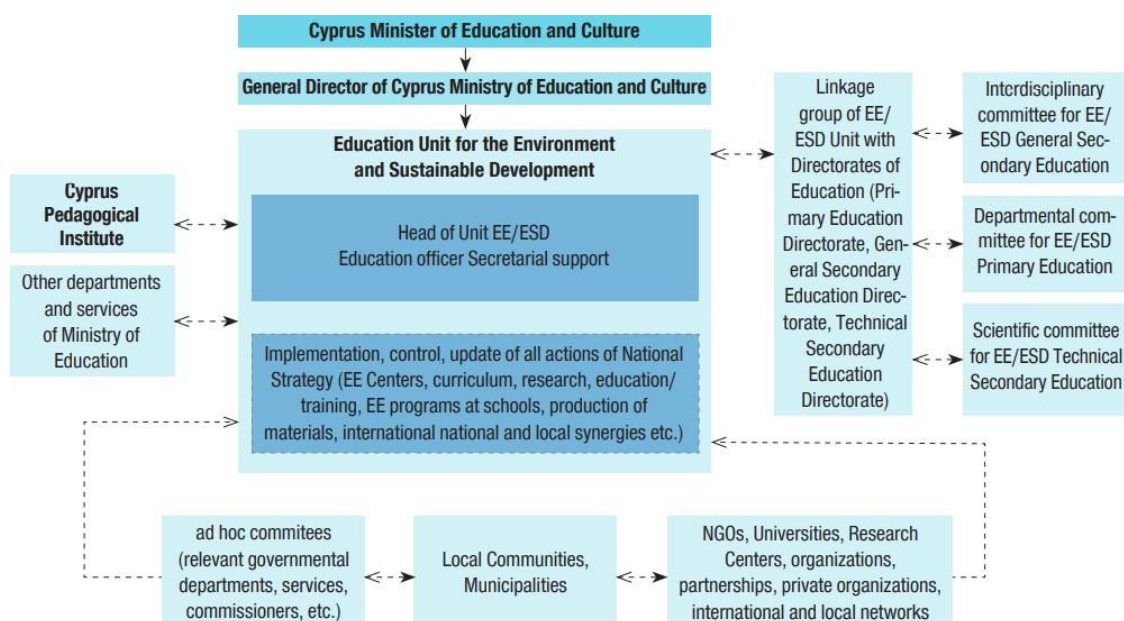 Cyprus Minister of Education and Culture
General Director of Cyprus Ministry of Education and Culture
Education Unit for the Environment
and Sustainable Development
Head of Unit EE/ESD
Education officer Secretarial support
Implementation, control, update of all actions of National
Strategy (EE Centers, curriculum, research, education/
training, EE programs at schools, production of
materials, international national and local synergies etc.)
Cyprus
Pedagogical
Institute
Other departments
and services
of Ministry of
Education
Linkage
group of EE/
ESD Unit with
Directorates of
Education (Pri-
mary Education
Directorate, Gen-
eral Secondary
Education Direc-
torate, Technical
Secondary
Education
Directorate)
Intcrdisciplinary
committee for EE/
ESD General Sec-
ondary Education
Departmental com-
mittee for EE/ESD
Primary Education
Scientific committee
for EE/ESD Technical
Secondary Education
ad hoc commitees
(relevant governmental
departments, services,
commissioners, etc.)
Local Communities,
Municipalities
NGOs, Universities, Research
Centers, organizations,
partnerships, private organizations,
international and local networks